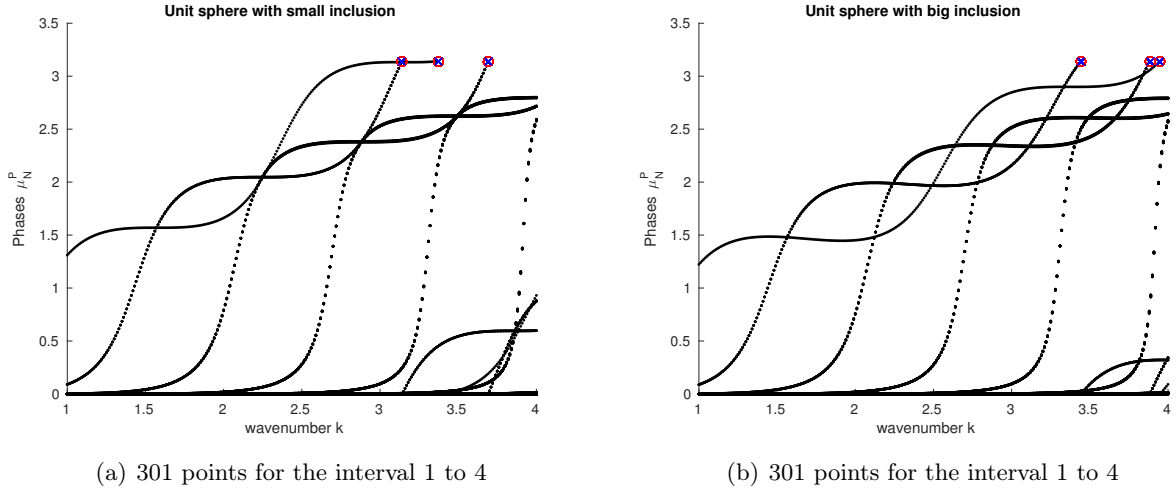 Unit sphere with small inclusion
3.5
3
2.5
2
1.5
1
0.5
0
Phases μ_N^P
1 1.5 2 2.5 3 3.5 4
wavenumber k
(a) 301 points for the interval 1 to 4
Unit sphere with big inclusion
3.5
3
2.5
2
1.5
1
0.5
0
Phases μ_N^P
1 1.5 2 2.5 3 3.5 4
wavenumber k
(b) 301 points for the interval 1 to 4